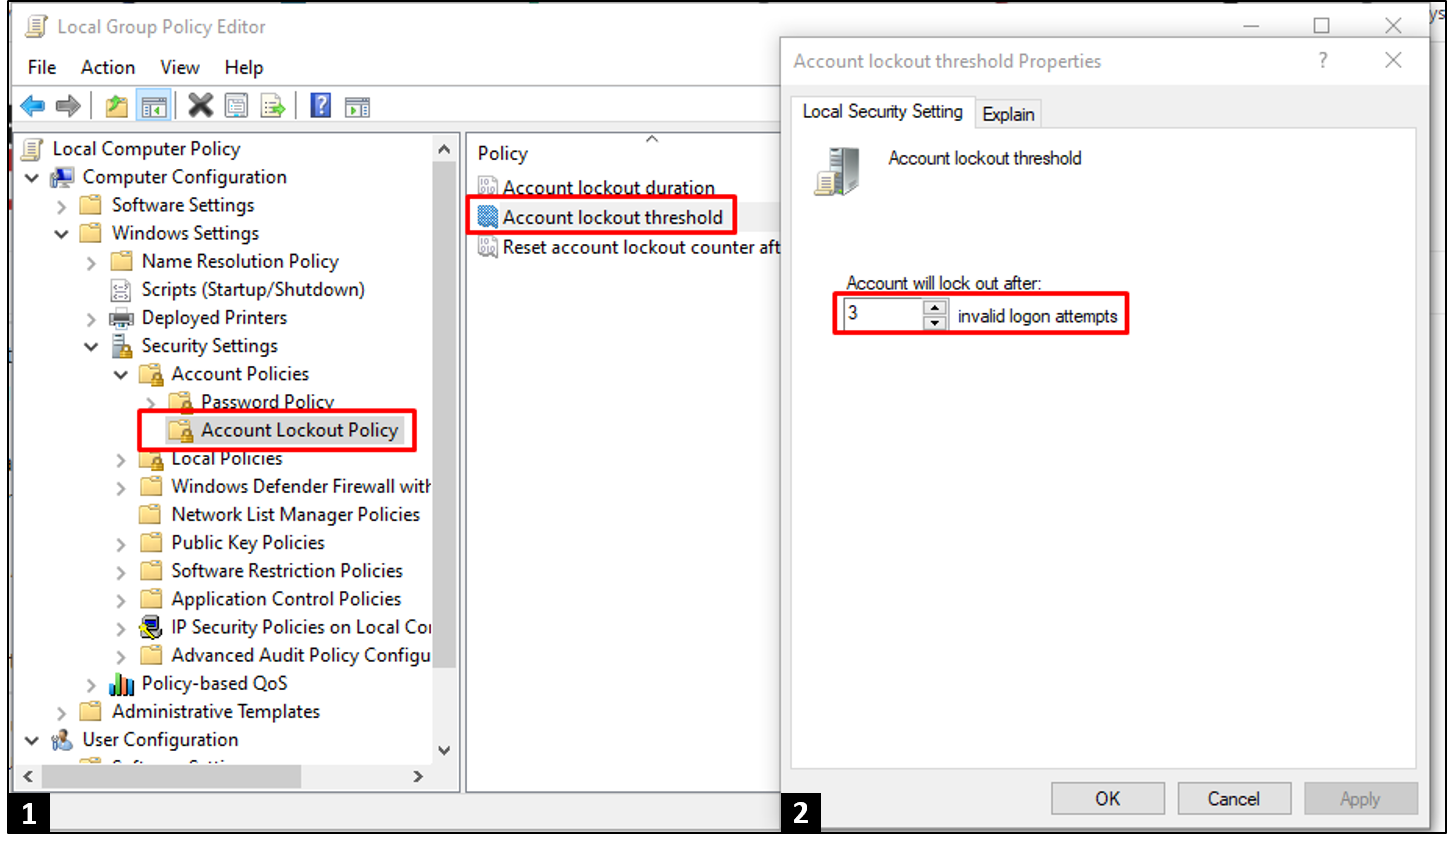 Local Group Policy Editor
File Action View Help
Local Computer Policy
Computer Configuration
Software Settings
Windows Settings
Name Resolution Policy
Scripts (Startup/Shutdown)
Deployed Printers
Security Settings
Account Policies
Password Policy
Account Lockout Policy
Local Policies
Windows Defender Firewall with
Network List Manager Policies
Public Key Policies
Software Restriction Policies
Application Control Policies
IP Security Policies on Local Co
Advanced Audit Policy Configu
Policy-based QoS
Administrative Templates
User Configuration
1
Policy
Account lockout duration
Account lockout threshold
Reset account lockout counter aft
Account lockout threshold Properties
?
Local Security Setting Explain
Account lockout threshold
Account will lock out after:
3 invalid logon attempts
OK Cancel Apply
2